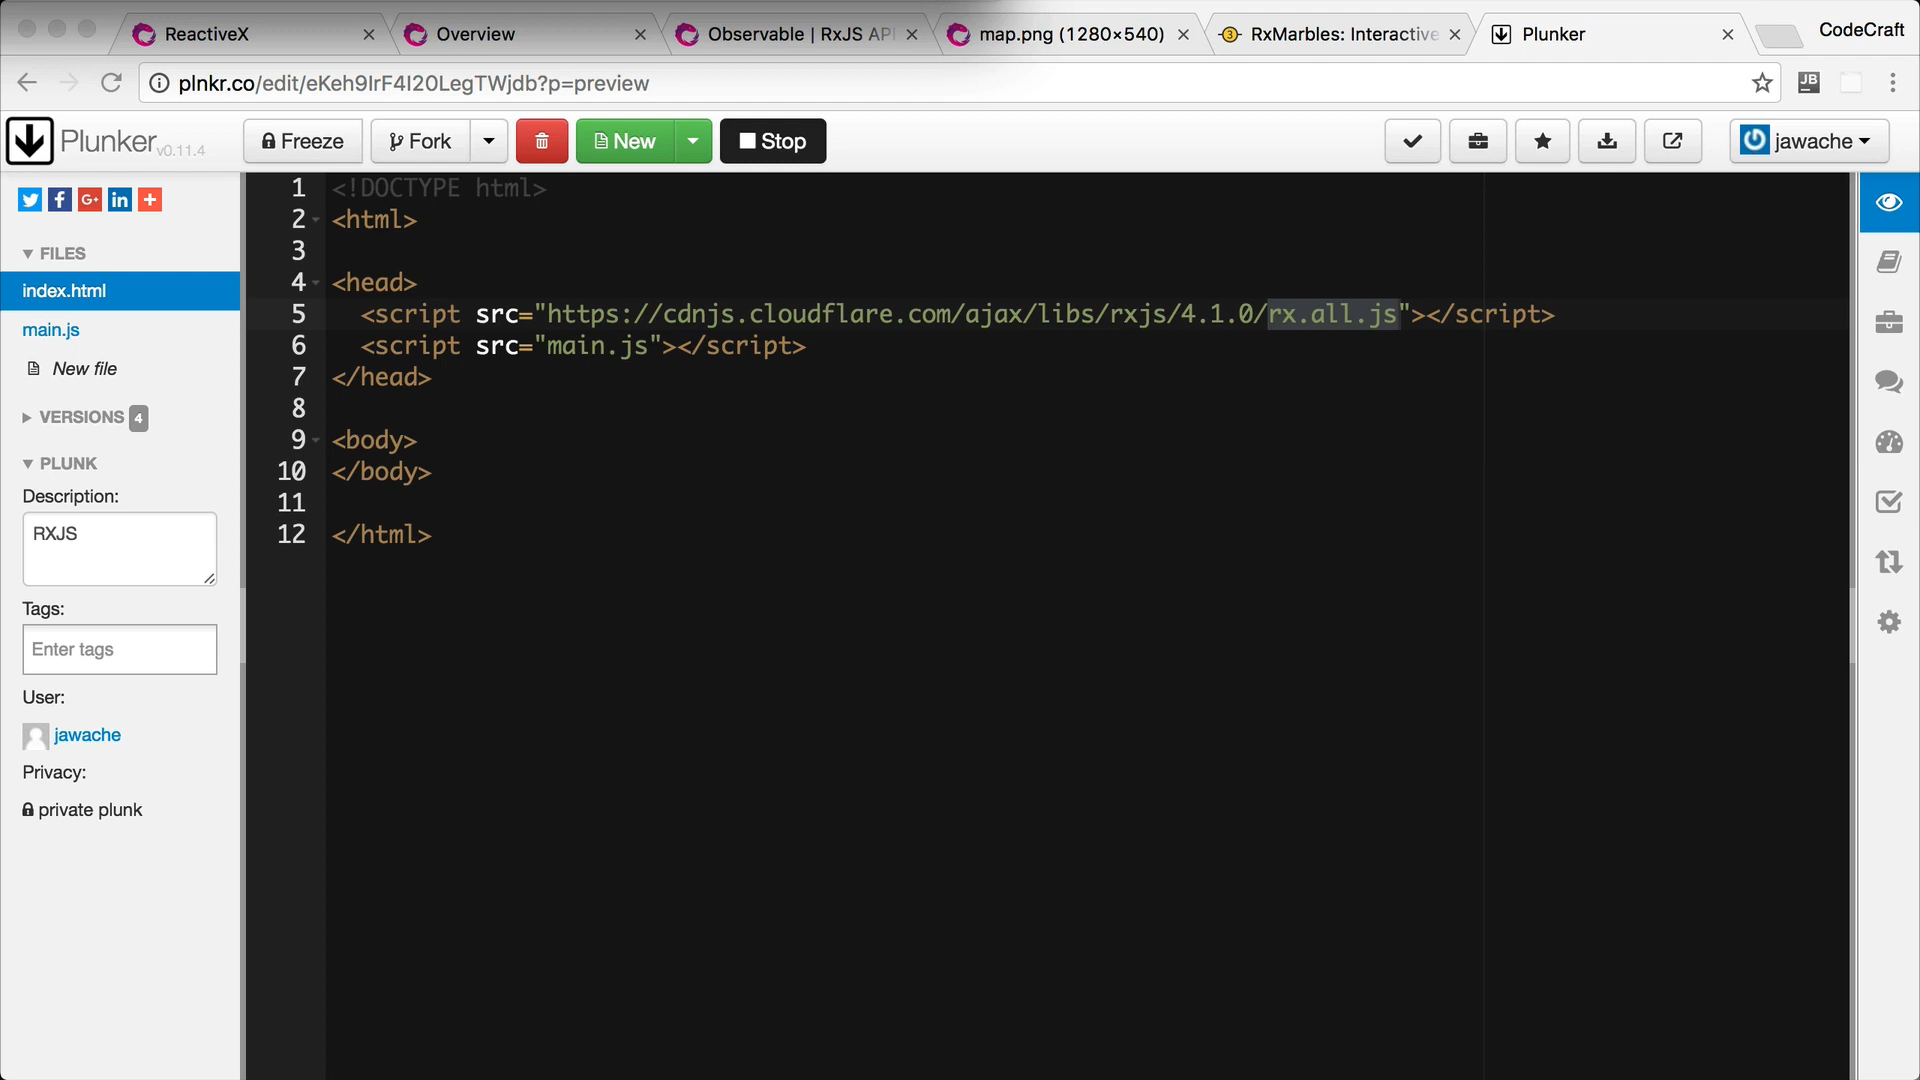 ReactiveX
Overview
Observable | RxJS API
map.png (1280×540)
RxMarbles: Interactive
Plunker
CodeCraft
plnkr.co/edit/eKeh9IrF4I20LegTWjdb?p=preview
JB
Plunker v0.11.4
Freeze
Fork
New
Stop
jawache
FILES
index.html
main.js
New file
VERSIONS 4
PLUNK
Description:
RXJS
Tags:
Enter tags
User:
jawache
Privacy:
private plunk
1 <!DOCTYPE html>
2 <html>
3
4 <head>
5 <script src="https://cdnjs.cloudflare.com/ajax/libs/rxjs/4.1.0/rx.all.js"></script>
6 <script src="main.js"></script>
7 </head>
8
9 <body>
10 </body>
11
12 </html>